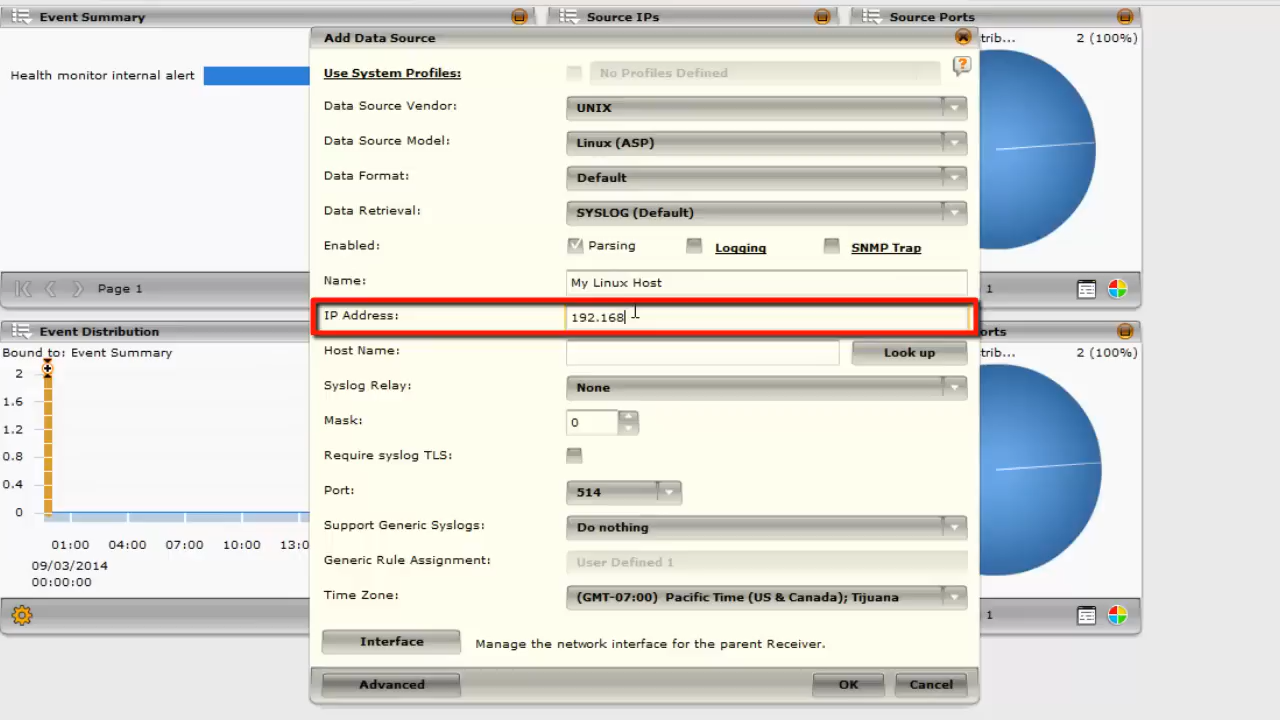 Event Summary
Source IPs
Source Ports
Health monitor internal alert
trib... 2 (100%)
Page 1
1
Event Distribution
orts
Bound to: Event Summary
trib... 2 (100%)
2
1.6
1.2
0.8
0.4
0
01:00 04:00 07:00 10:00 13:0
09/03/2014
00:00:00
1
Add Data Source
Use System Profiles: No Profiles Defined
Data Source Vendor: UNIX
Data Source Model: Linux (ASP)
Data Format: Default
Data Retrieval: SYSLOG (Default)
Enabled: Parsing Logging SNMP Trap
Name: My Linux Host
IP Address: 192.168
Host Name: Look up
Syslog Relay: None
Mask: 0
Require syslog TLS:
Port: 514
Support Generic Syslogs: Do nothing
Generic Rule Assignment: User Defined 1
Time Zone: (GMT-07:00) Pacific Time (US & Canada); Tijuana
Interface Manage the network interface for the parent Receiver.
Advanced OK Cancel